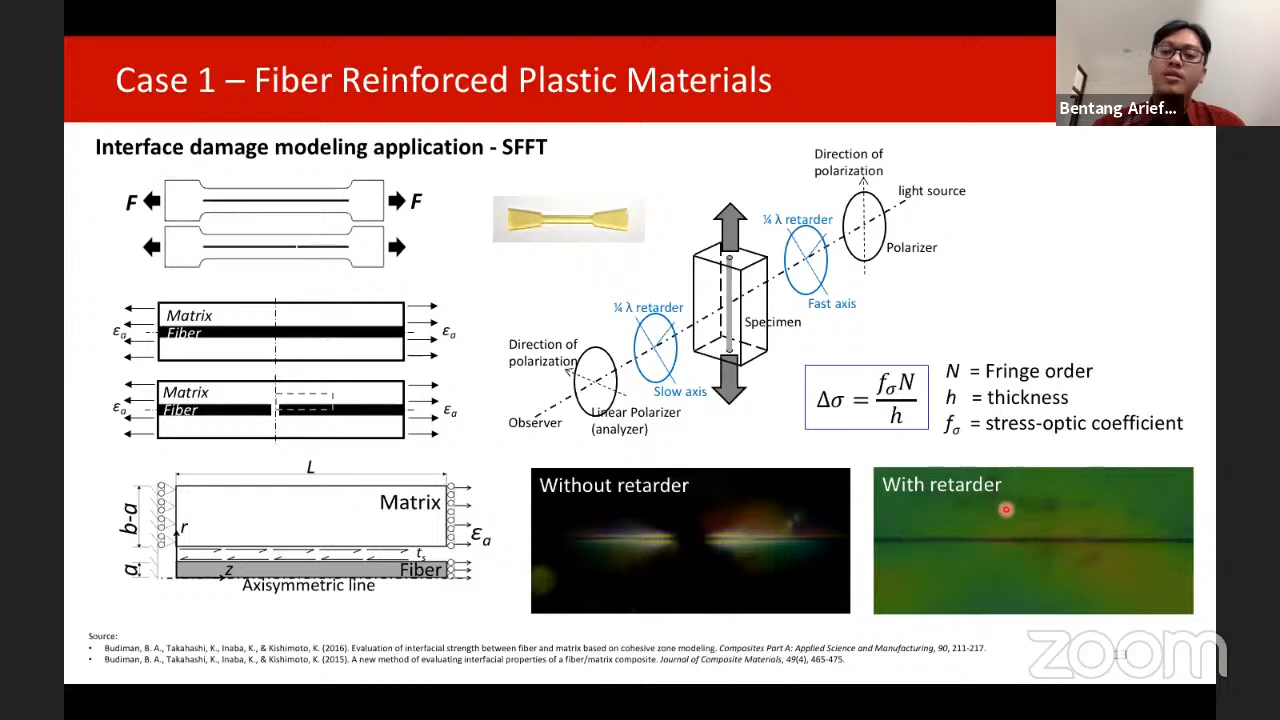 Case 1 – Fiber Reinforced Plastic Materials
Bentang Arief...
Interface damage modeling application - SFFT
F
F
Matrix
Fiber
εa
εa
Matrix
Fiber
εa
εa
L
Matrix
b-a
r
εa
ts
a
z
Fiber
Axisymmetric line
Direction of
polarization
light source
¼ λ retarder
Polarizer
Fast axis
¼ λ retarder
Specimen
Direction of
polarization
Slow axis
Linear Polarizer
(analyzer)
Observer
Δσ = fσN / h
N = Fringe order
h = thickness
fσ = stress-optic coefficient
Without retarder
With retarder
Source:
• Budiman, B. A., Takahashi, K., Inaba, K., & Kishimoto, K. (2016). Evaluation of interfacial strength between fiber and matrix based on cohesive zone modeling. Composites Part A: Applied Science and Manufacturing, 90, 211-217.
• Budiman, B. A., Takahashi, K., Inaba, K., & Kishimoto, K. (2015). A new method of evaluating interfacial properties of a fiber/matrix composite. Journal of Composite Materials, 49(4), 465-475.
13
zoom